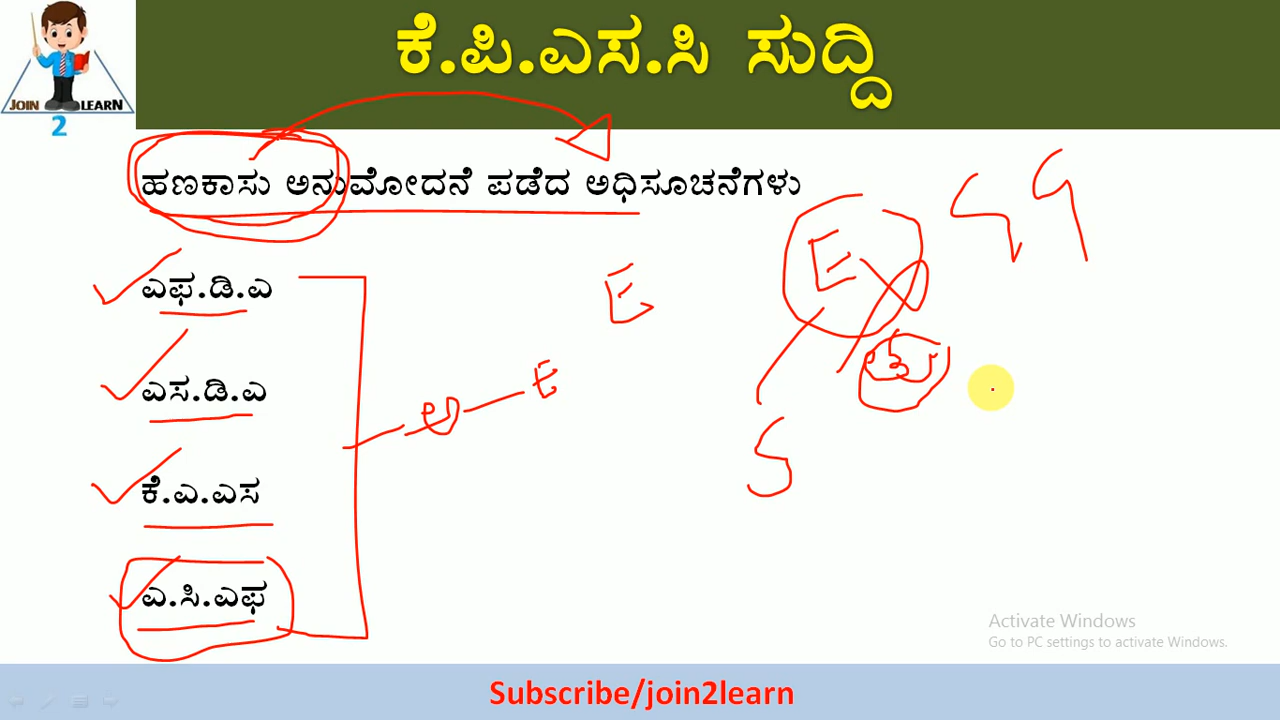 ಕೆ.ಪಿ.ಎಸ.ಸಿ ಸುದ್ದಿ
JOIN LEARN
2
ಹಣಕಾಸು ಅನುಮೋದನೆ ಪಡೆದ ಅಧಿಸೂಚನೆಗಳು
ಎಫ.ಡಿ.ಎ
E
E
ಎಸ.ಡಿ.ಎ
E
ಕೆ.ಎ.ಎಸ
S
ಎ.ಸಿ.ಎಫ
Activate Windows
Go to PC settings to activate Windows.
Subscribe/join2learn